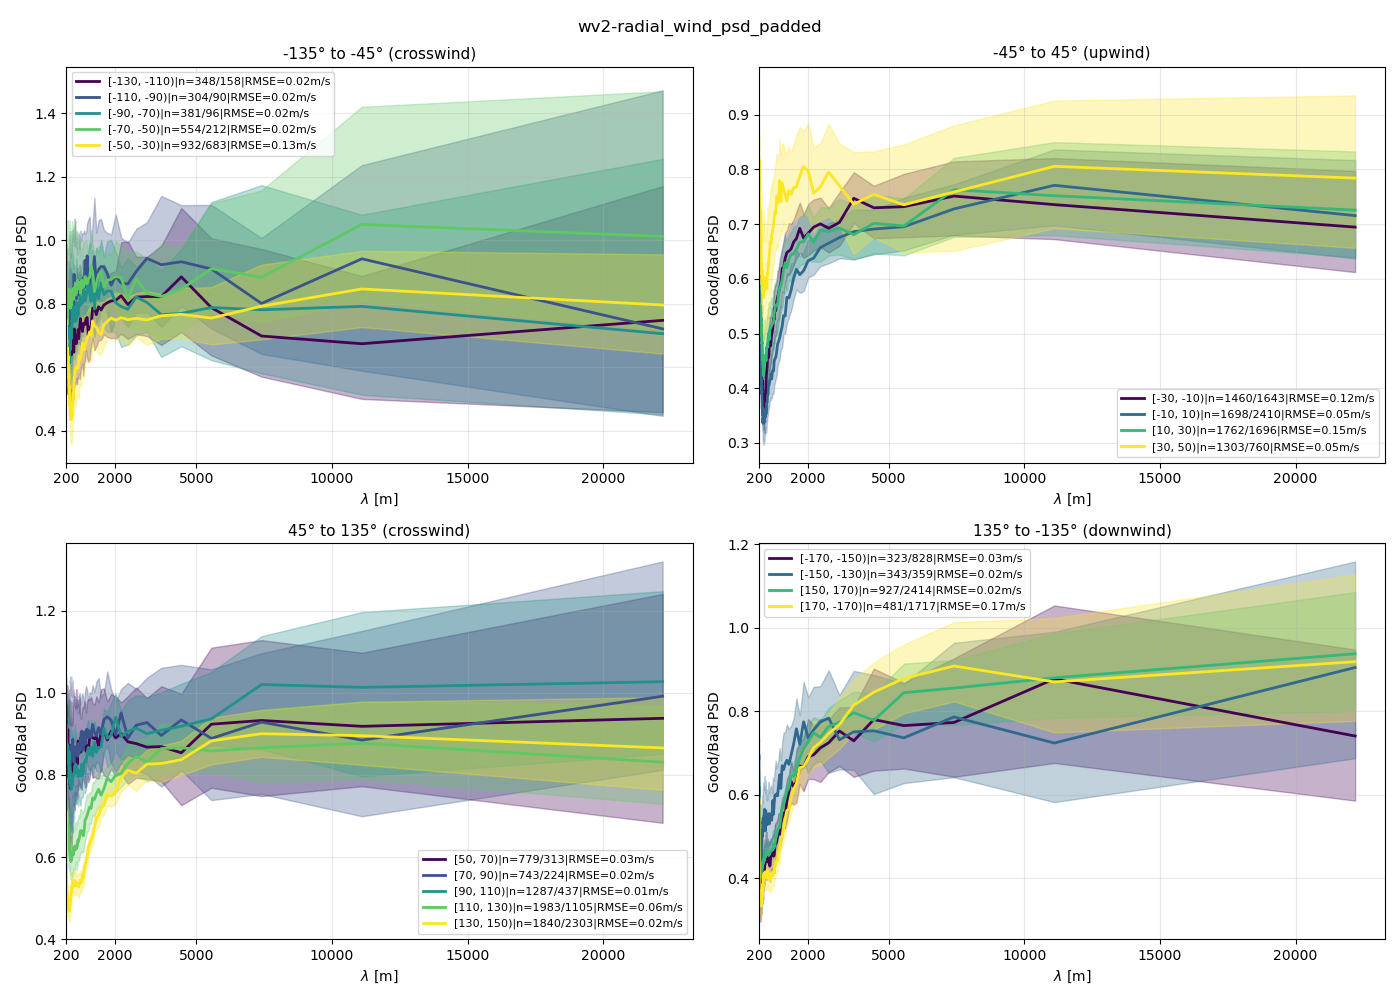 wv2-radial_wind_psd_padded
-135° to -45° (crosswind)
[-130, -110)|n=348/158|RMSE=0.02m/s
[-110, -90)|n=304/90|RMSE=0.02m/s
[-90, -70)|n=381/96|RMSE=0.02m/s
[-70, -50)|n=554/212|RMSE=0.02m/s
[-50, -30)|n=932/683|RMSE=0.13m/s
Good/Bad PSD
1.4
1.2
1.0
0.8
0.6
0.4
200 2000 5000 10000 15000 20000
λ [m]
-45° to 45° (upwind)
Good/Bad PSD
0.9
0.8
0.7
0.6
0.5
0.4
0.3
[-30, -10)|n=1460/1643|RMSE=0.12m/s
[-10, 10)|n=1698/2410|RMSE=0.05m/s
[10, 30)|n=1762/1696|RMSE=0.15m/s
[30, 50)|n=1303/760|RMSE=0.05m/s
200 2000 5000 10000 15000 20000
λ [m]
45° to 135° (crosswind)
Good/Bad PSD
1.2
1.0
0.8
0.6
0.4
[50, 70)|n=779/313|RMSE=0.03m/s
[70, 90)|n=743/224|RMSE=0.02m/s
[90, 110)|n=1287/437|RMSE=0.01m/s
[110, 130)|n=1983/1105|RMSE=0.06m/s
[130, 150)|n=1840/2303|RMSE=0.02m/s
200 2000 5000 10000 15000 20000
λ [m]
135° to -135° (downwind)
[-170, -150)|n=323/828|RMSE=0.03m/s
[-150, -130)|n=343/359|RMSE=0.02m/s
[150, 170)|n=927/2414|RMSE=0.02m/s
[170, -170)|n=481/1717|RMSE=0.17m/s
Good/Bad PSD
1.2
1.0
0.8
0.6
0.4
200 2000 5000 10000 15000 20000
λ [m]